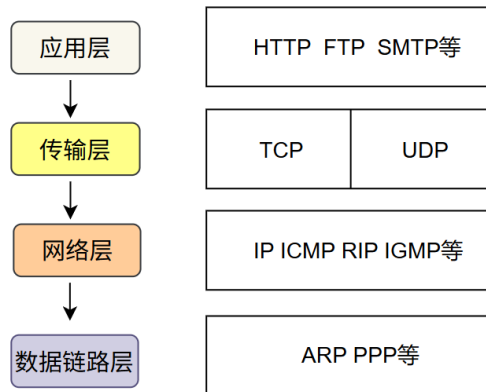 应用层
HTTP FTP SMTP等
传输层
TCP
UDP
网络层
IP ICMP RIP IGMP等
数据链路层
ARP PPP等